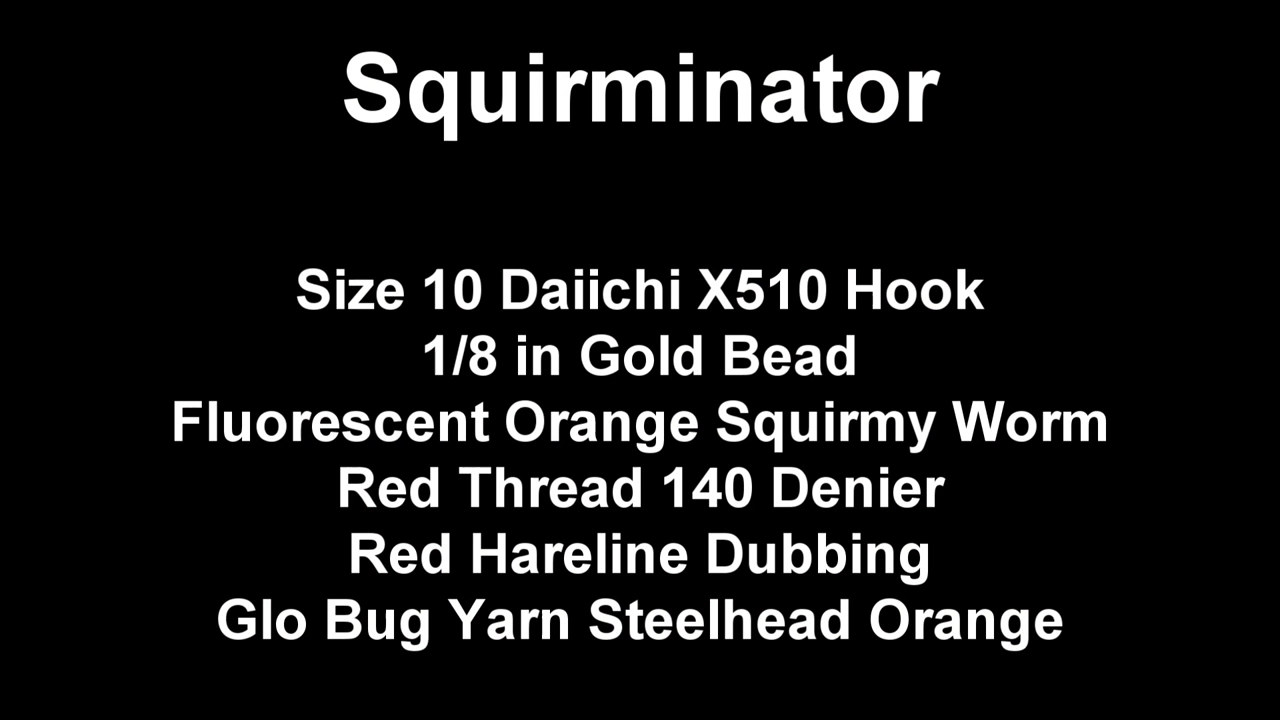 Squirminator
Size 10 Daiichi X510 Hook
1/8 in Gold Bead
Fluorescent Orange Squirmy Worm
Red Thread 140 Denier
Red Hareline Dubbing
Glo Bug Yarn Steelhead Orange